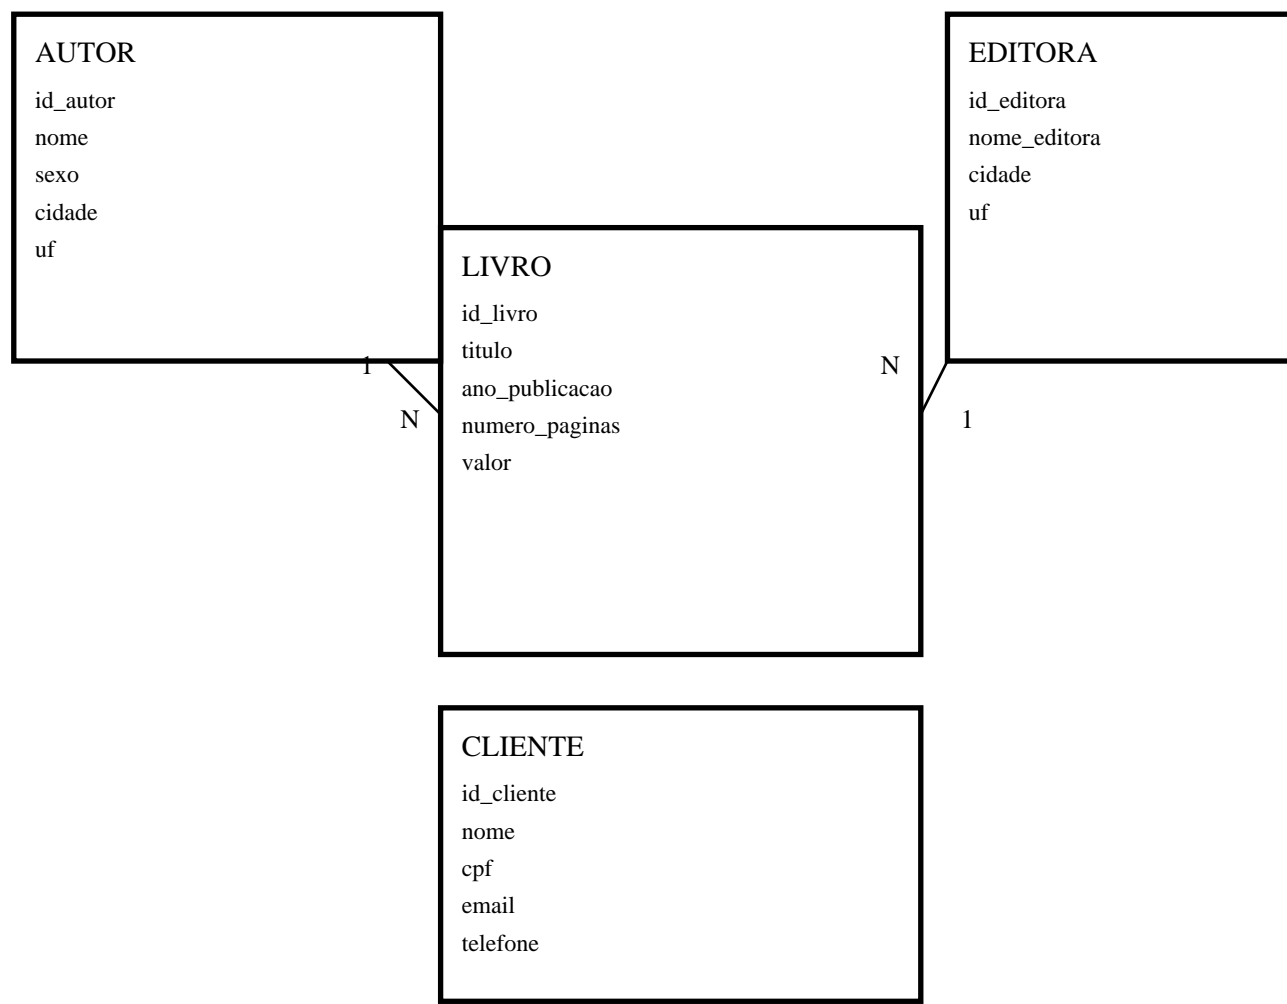 AUTOR
id_autor
nome
sexo
cidade
uf
EDITORA
id_editora
nome_editora
cidade
uf
LIVRO
id_livro
titulo
ano_publicacao
numero_paginas
valor
1
N
N
1
CLIENTE
id_cliente
nome
cpf
email
telefone